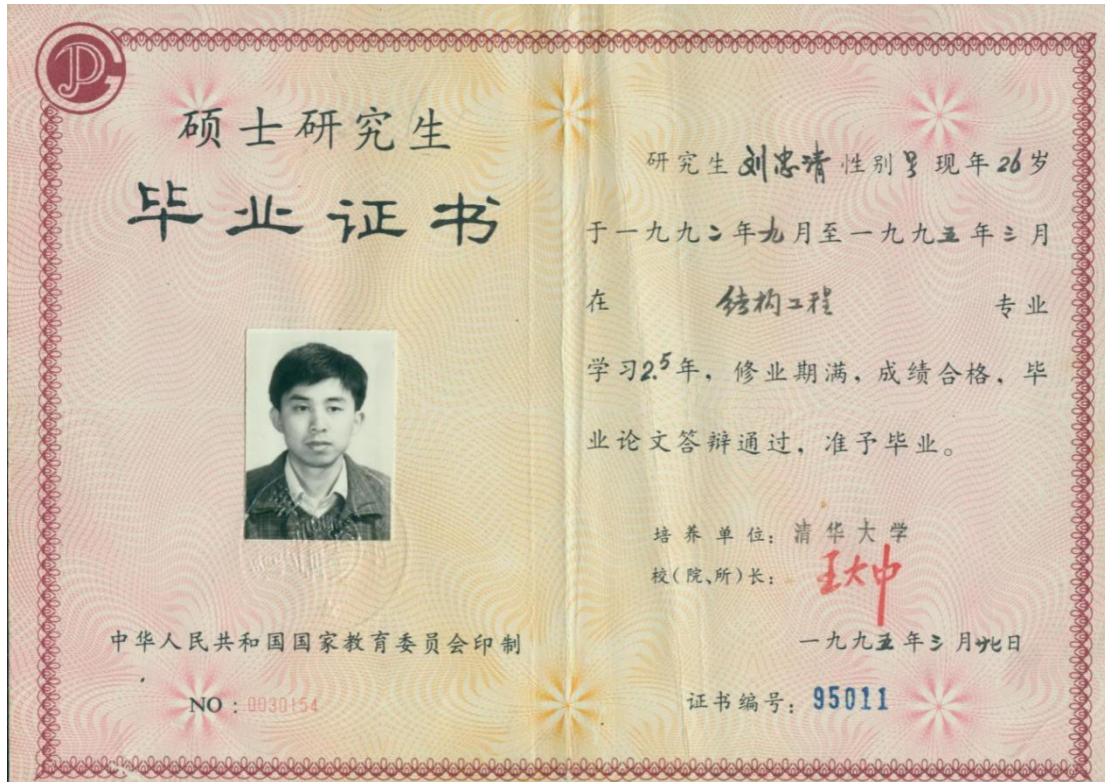 硕士研究生
毕业证书
中华人民共和国国家教育委员会印制
NO：0030154
研究生刘忠清性别男现年26岁
于一九九二年九月至一九九五年三月
在 结构工程 专业
学习2.5年，修业期满，成绩合格，毕
业论文答辩通过，准予毕业。
培养单位：清华大学
校（院、所）长：王大中
一九九五年三月 日
证书编号：95011